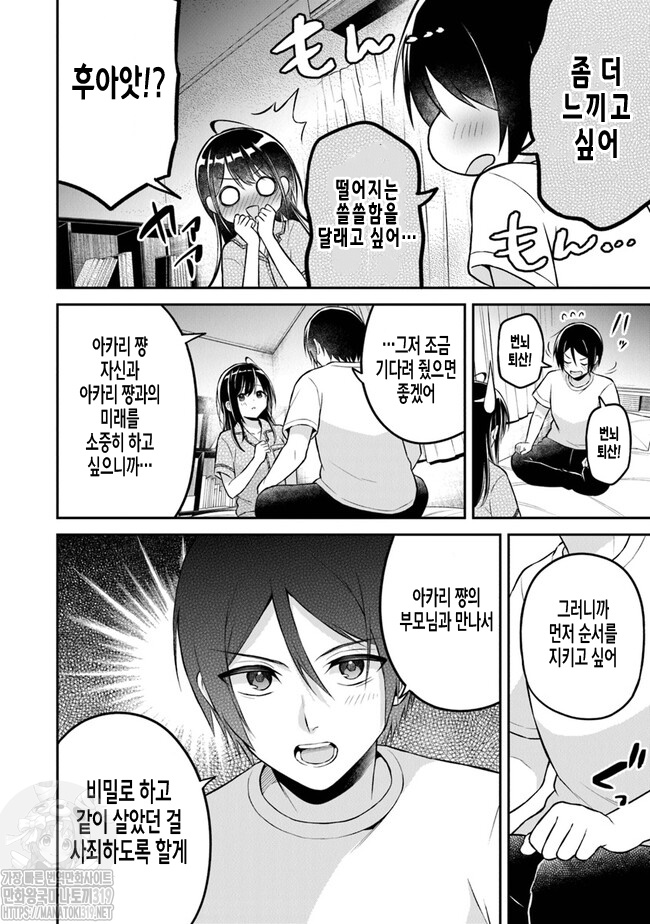 좀 더
느끼고
싶어
もん…
もん…
떨어지는
쓸쓸함을
달래고 싶어…
후아앗!?
번뇌
퇴산!
번뇌
퇴산!
…그저 조금
기다려 줬으면
좋겠어
아카리 쨩
자신과
아카리 쨩과의
미래를
소중히 하고
싶으니까…
그러니까
먼저 순서를
지키고 싶어
아카리 쨩의
부모님과 만나서
비밀로 하고
같이 살았던 걸
사죄하도록 할게
가장 빠른 번역만화사이트
만화왕국마나토끼319
HTTPS://MANATOKI319.NET